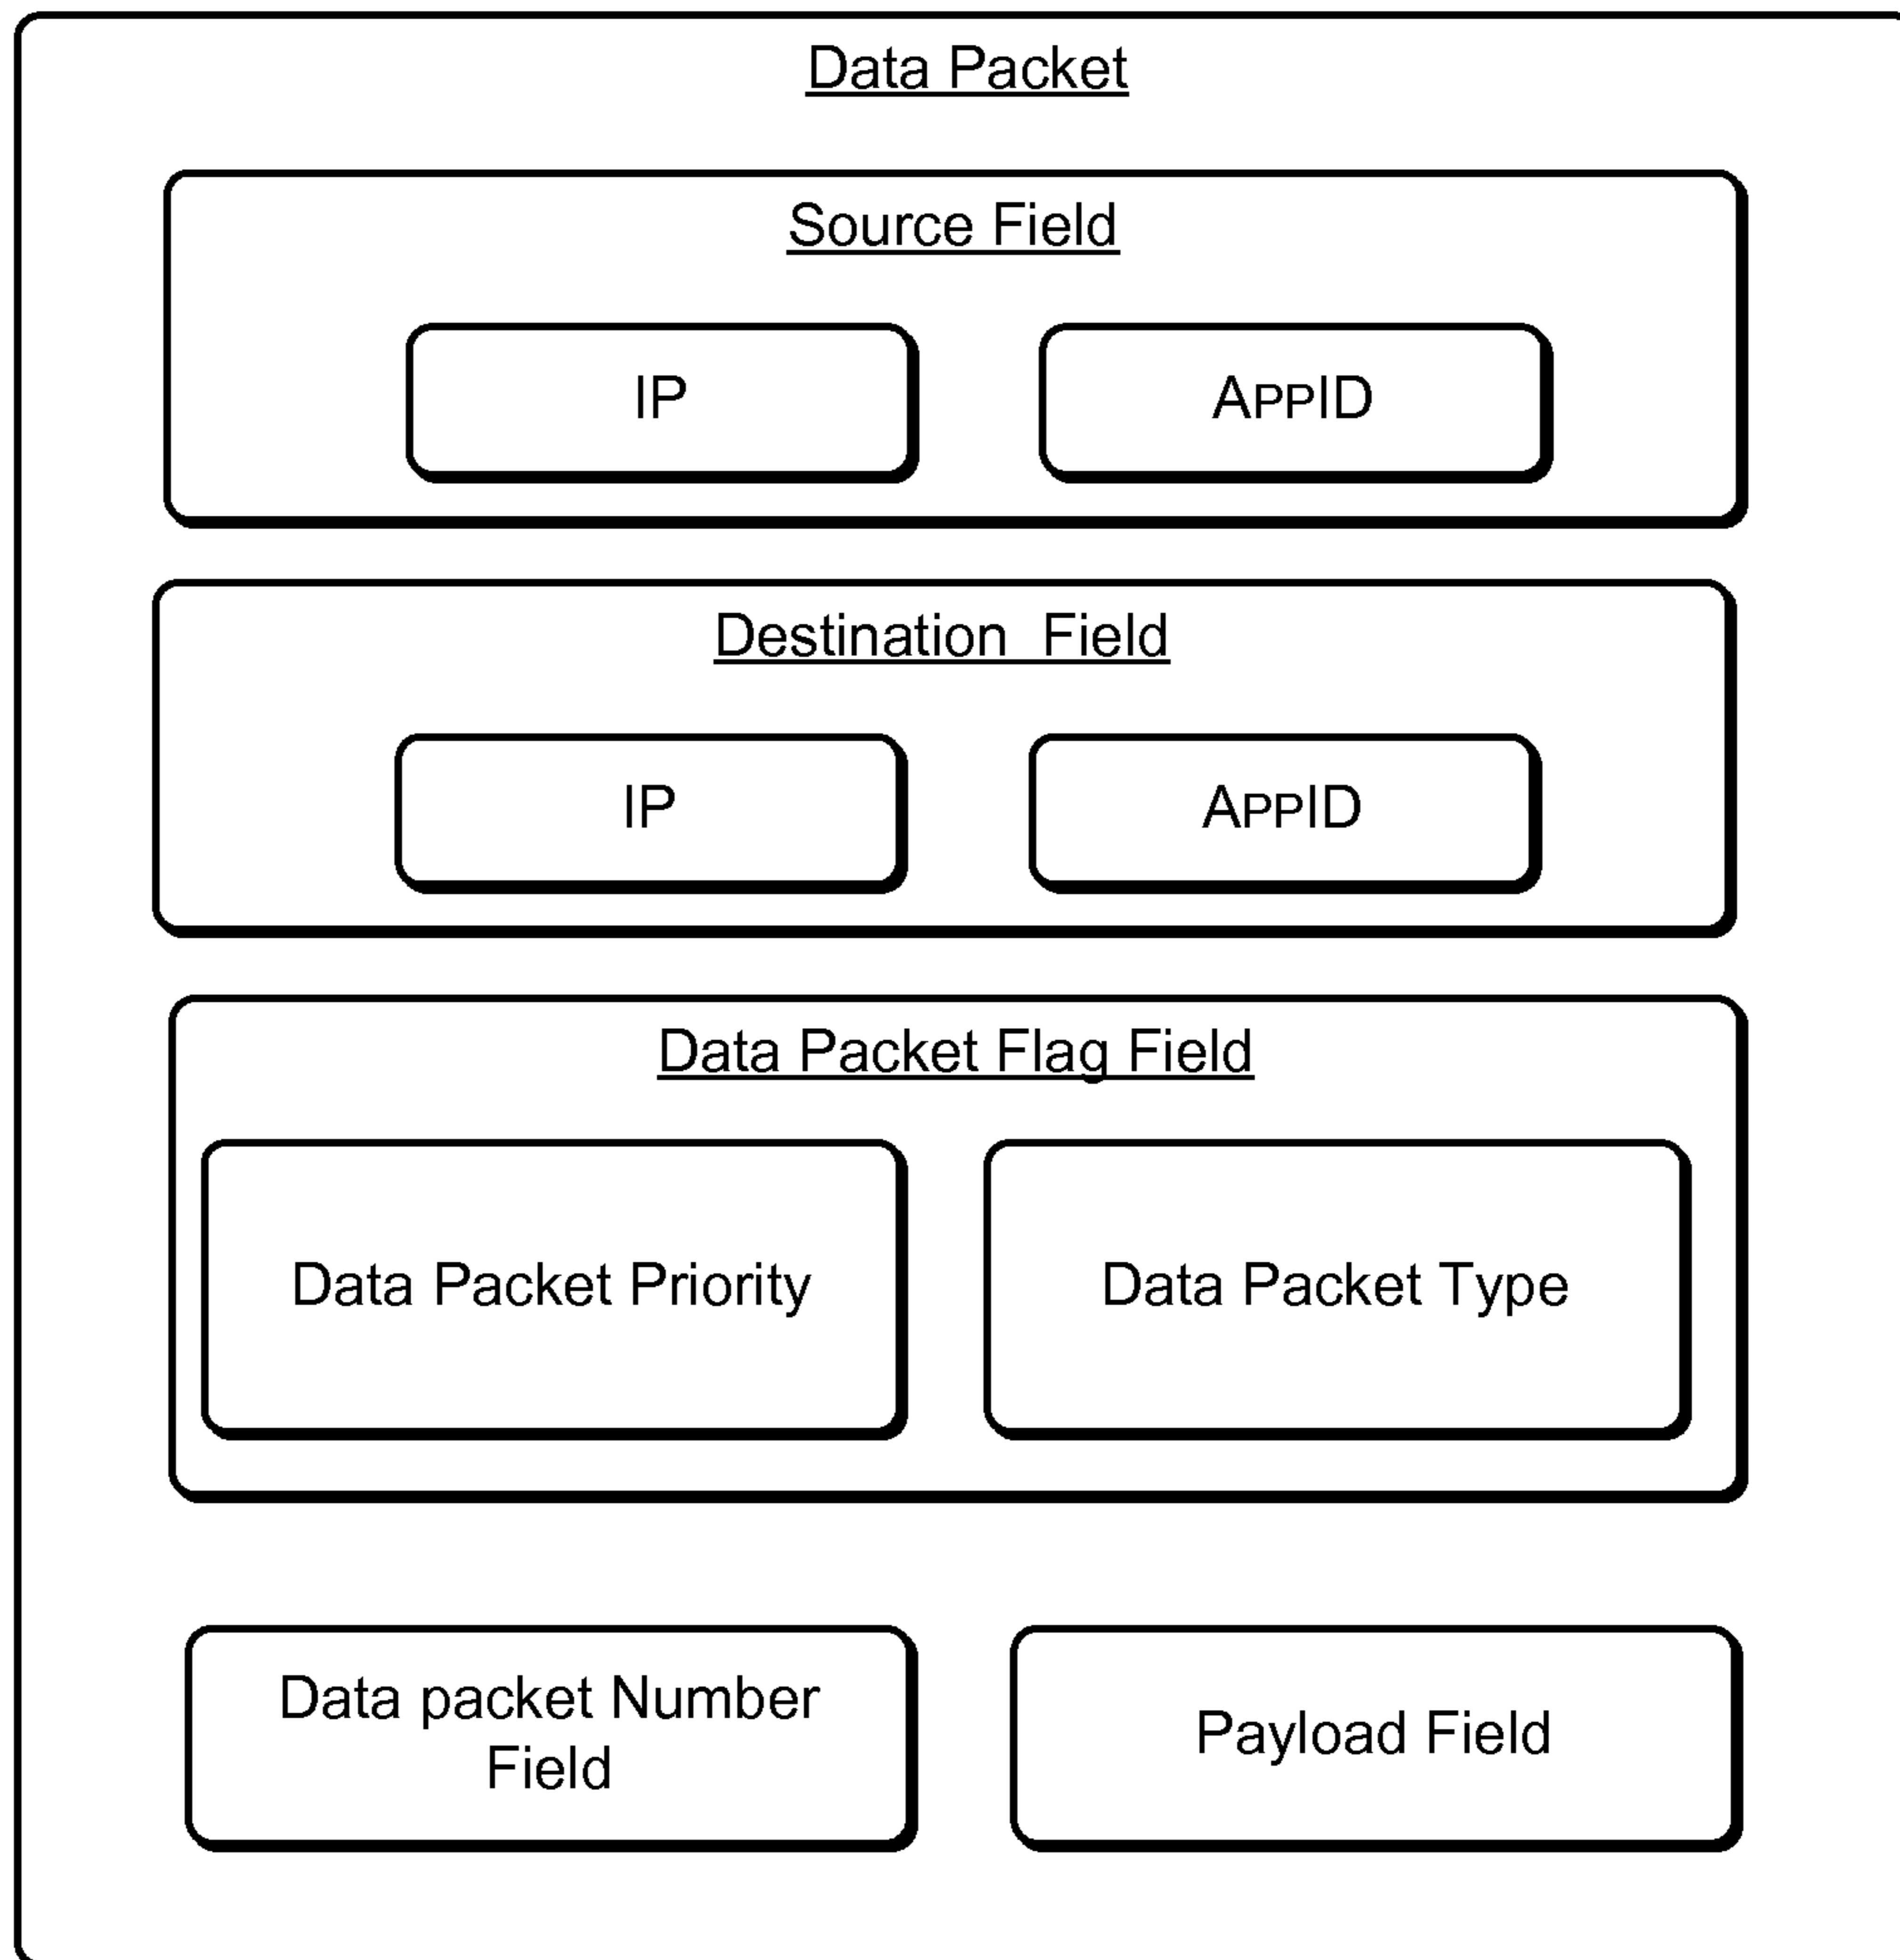 Data Packet
Source Field
IP
APPID
Destination Field
IP
APPID
Data Packet Flag Field
Data Packet Priority
Data Packet Type
Data packet Number
Field
Payload Field